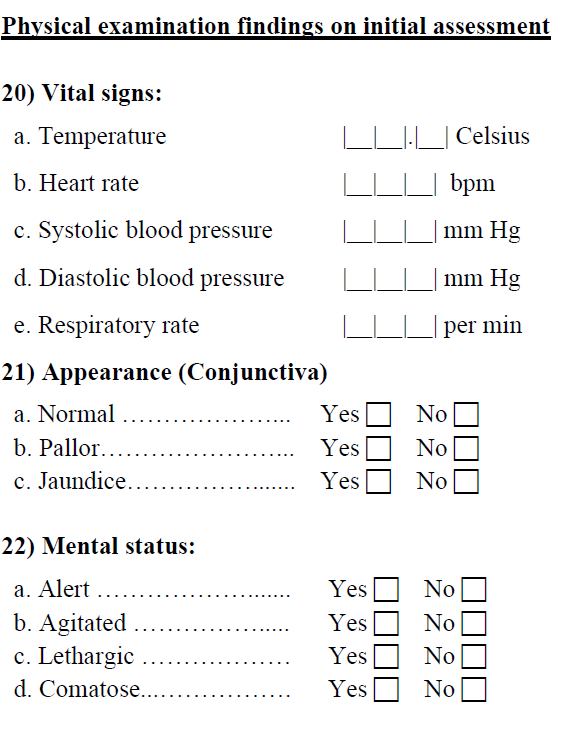 Physical examination findings on initial assessment
20) Vital signs:
a. Temperature |__|__|.|__| Celsius
b. Heart rate |__|__|__| bpm
c. Systolic blood pressure |__|__|__| mm Hg
d. Diastolic blood pressure |__|__|__| mm Hg
e. Respiratory rate |__|__|__| per min
21) Appearance (Conjunctiva)
a. Normal ………………….. Yes □ No □
b. Pallor…………………... Yes □ No □
c. Jaundice……………....... Yes □ No □
22) Mental status:
a. Alert ………………....... Yes □ No □
b. Agitated ……………..... Yes □ No □
c. Lethargic ………………. Yes □ No □
d. Comatose...……………. Yes □ No □